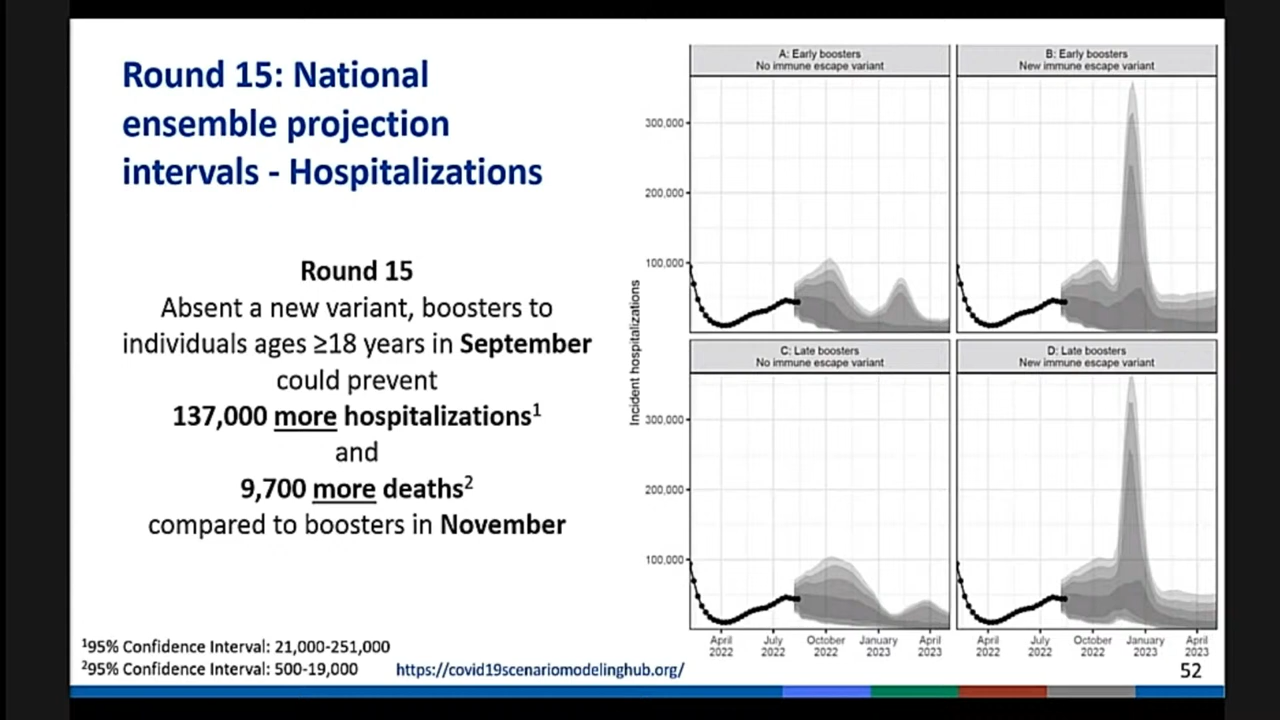 Round 15: National
ensemble projection
intervals - Hospitalizations
Round 15
Absent a new variant, boosters to
individuals ages ≥18 years in September
could prevent
137,000 more hospitalizations¹
and
9,700 more deaths²
compared to boosters in November
¹95% Confidence Interval: 21,000-251,000
²95% Confidence Interval: 500-19,000
https://covid19scenariomodelinghub.org/
Incident hospitalizations
A: Early boosters
No immune escape variant
B: Early boosters
New immune escape variant
300,000
200,000
100,000
C: Late boosters
No immune escape variant
D: Late boosters
New immune escape variant
300,000
200,000
100,000
April 2022
July 2022
October 2022
January 2023
April 2023
April 2022
July 2022
October 2022
January 2023
April 2023
52